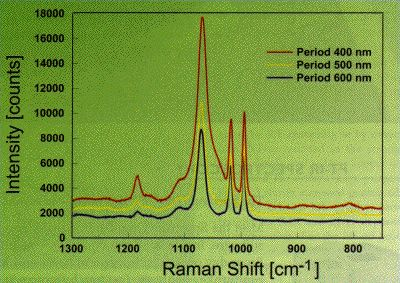 18000
16000
14000
12000
10000
8000
6000
4000
2000
0
Intensity [counts]
Period 400 nm
Period 500 nm
Period 600 nm
1300 1200 1100 1000 900 800
Raman Shift [cm-1]